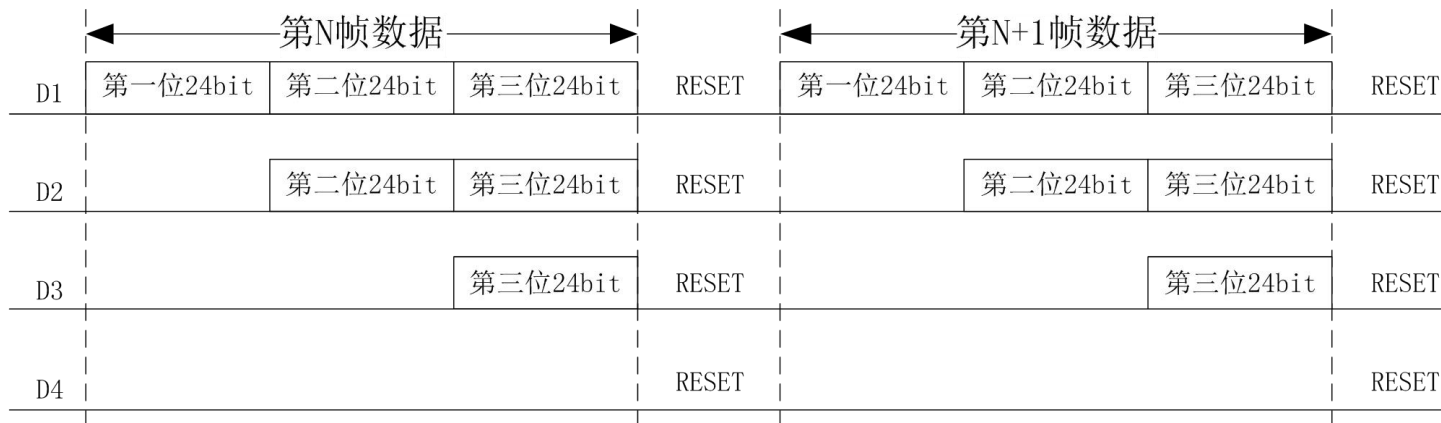 第N帧数据 第N+1帧数据
D1 第一位24bit 第二位24bit 第三位24bit RESET 第一位24bit 第二位24bit 第三位24bit RESET
D2 第二位24bit 第三位24bit RESET 第二位24bit 第三位24bit RESET
D3 第三位24bit RESET 第三位24bit RESET
D4 RESET RESET